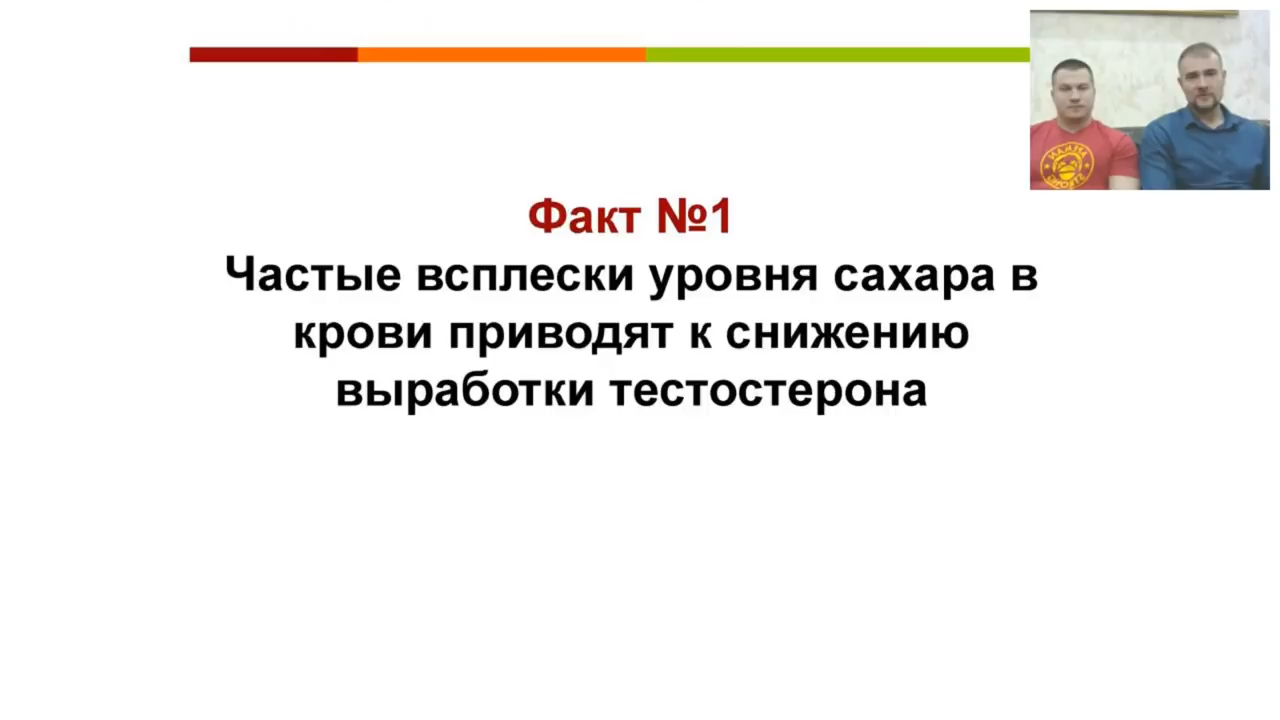 Факт №1
Частые всплески уровня сахара в
крови приводят к снижению
выработки тестостерона